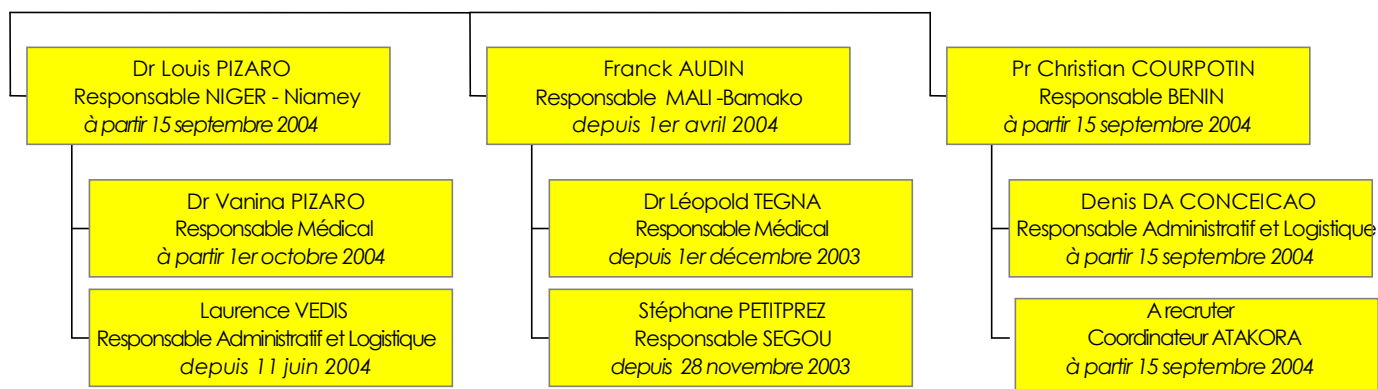 Dr Louis PIZARO
Responsable NIGER - Niamey
à partir 15 septembre 2004
Franck AUDIN
Responsable MALI -Bamako
depuis 1er avril 2004
Pr Christian COURPOTIN
Responsable BENIN
à partir 15 septembre 2004
Dr Vanina PIZARO
Responsable Médical
à partir 1er octobre 2004
Dr Léopold TEGNA
Responsable Médical
depuis 1er décembre 2003
Denis DA CONCEICAO
Responsable Administratif et Logistique
à partir 15 septembre 2004
Laurence VEDIS
Responsable Administratif et Logistique
depuis 11 juin 2004
Stéphane PETITPREZ
Responsable SEGOU
depuis 28 novembre 2003
A recruter
Coordinateur ATAKORA
à partir 15 septembre 2004